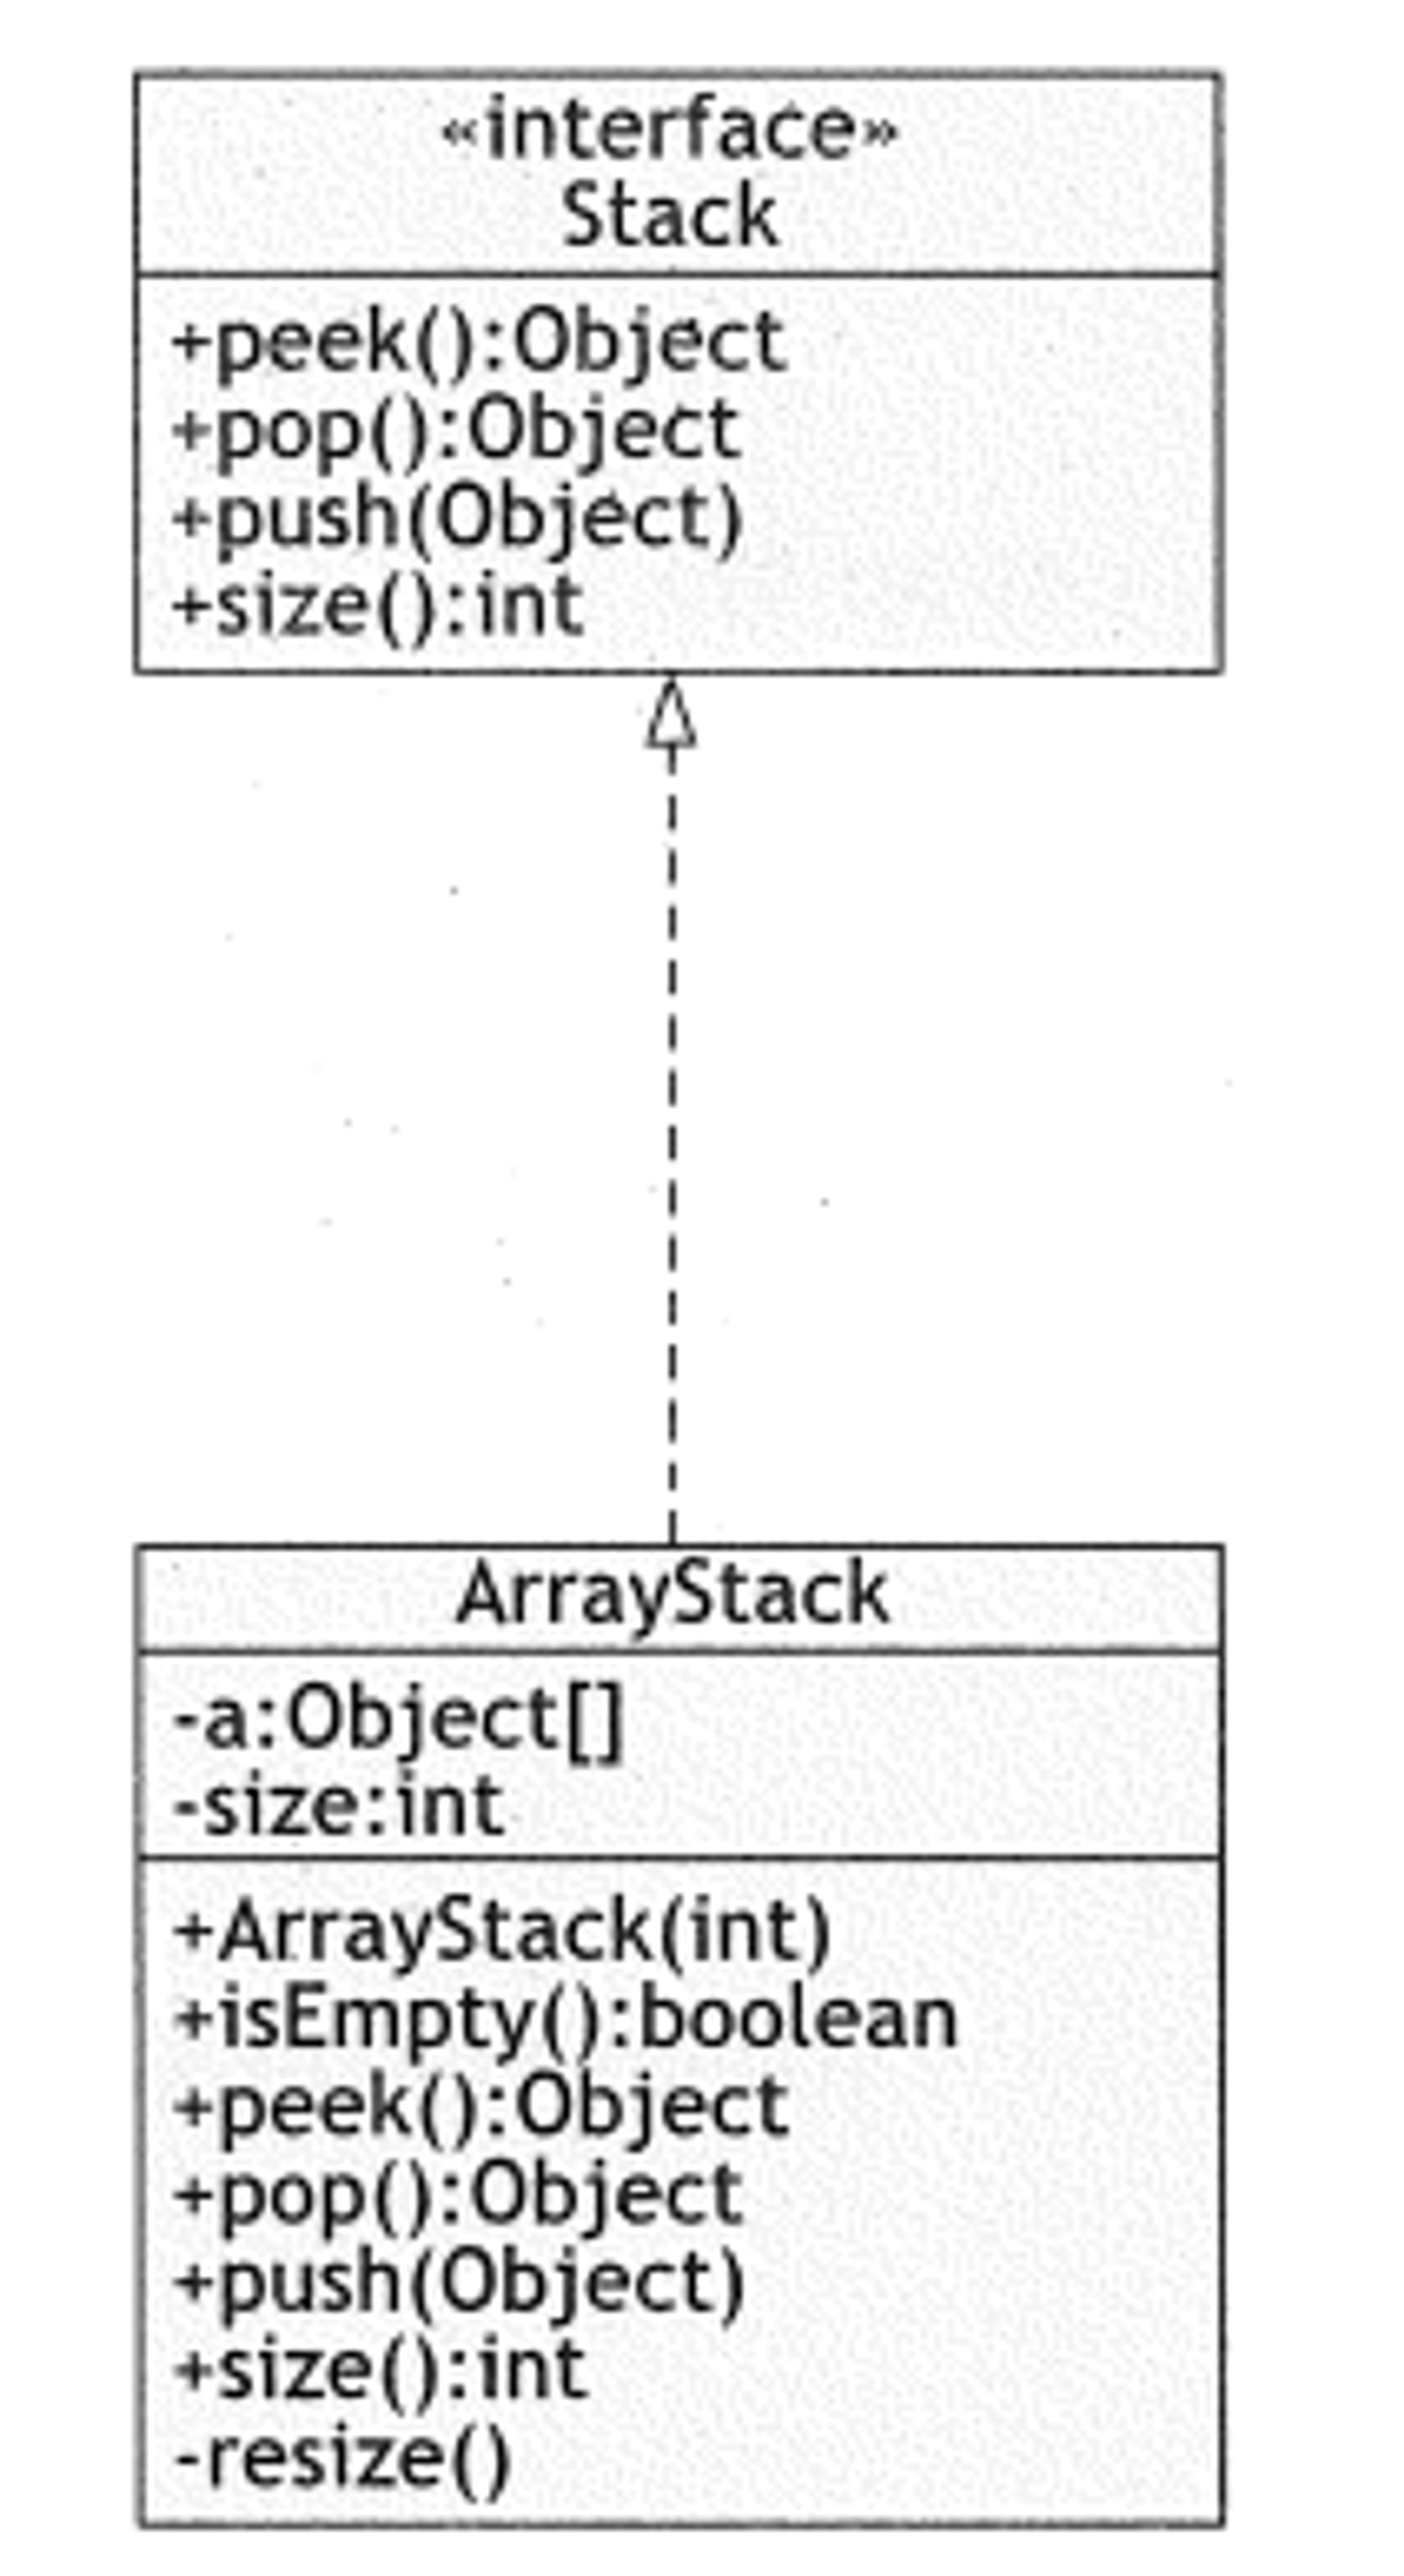 «interface»
Stack
+peek():Object
+pop():Object
+push(Object)
+size():int
ArrayStack
-a:Object[]
-size:int
+ArrayStack(int)
+isEmpty():boolean
+peek():Object
+pop():Object
+push(Object)
+size():int
-resize()